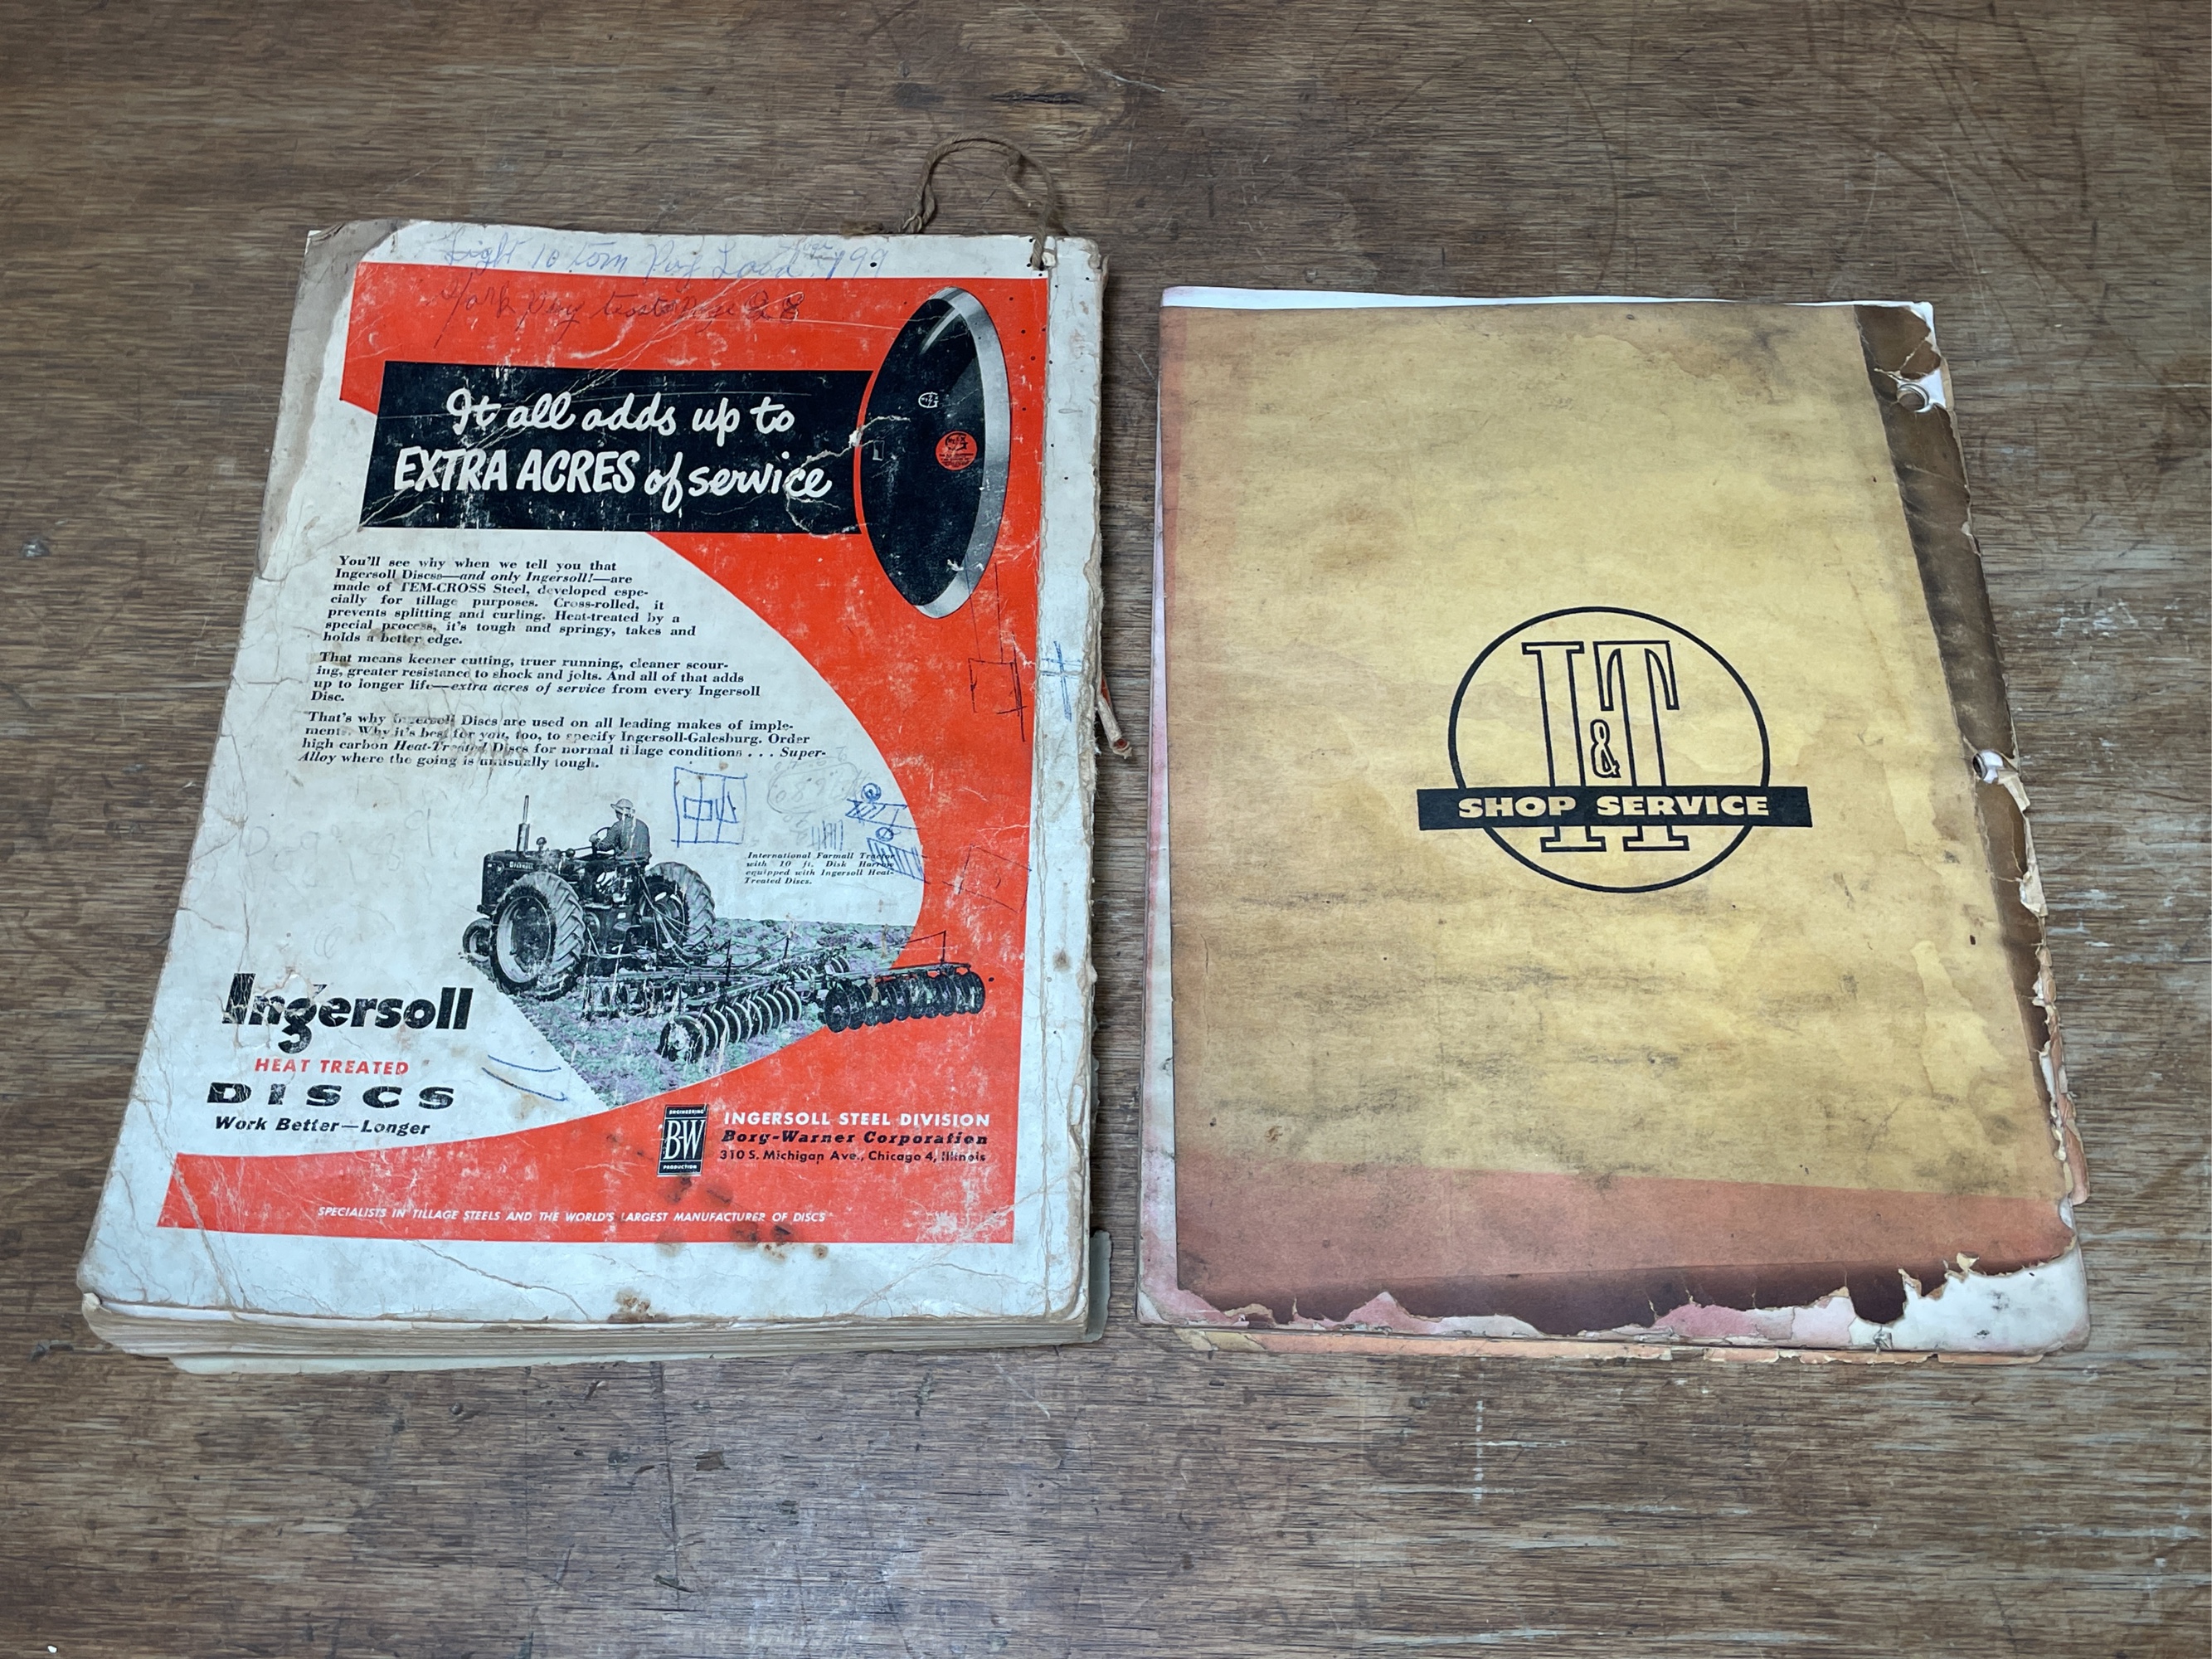 It all adds up to
EXTRA ACRES of service
You'll see why when we tell you that
Ingersoll Discs—and only Ingersoll!—are
made of TEM-CROSS Steel, developed espe-
cially for tillage purposes. Cross-rolled, it
prevents splitting and curling. Heat-treated by a
special process, it's tough and springy, takes and
holds a better edge.
That means keener cutting, truer running, cleaner scour-
ing, greater resistance to shock and jolts. And all of that adds
up to longer life—extra acres of service from every Ingersoll
Disc.
That's why Ingersoll Discs are used on all leading makes of imple-
ments. Why it's best for you, too, to specify Ingersoll-Galesburg. Order
high carbon Heat-Treated Discs for normal tillage conditions . . . Super-
Alloy where the going is unusually tough.
International Farmall Tractor
with 10 ft. Disk Harrow
equipped with Ingersoll Heat-
Treated Discs.
Ingersoll
HEAT TREATED
DISCS
Work Better—Longer
ENGINEERING
B-W
PRODUCTION
INGERSOLL STEEL DIVISION
Borg-Warner Corporation
310 S. Michigan Ave., Chicago 4, Illinois
SPECIALISTS IN TILLAGE STEELS AND THE WORLD'S LARGEST MANUFACTURER OF DISCS
I&T
SHOP SERVICE